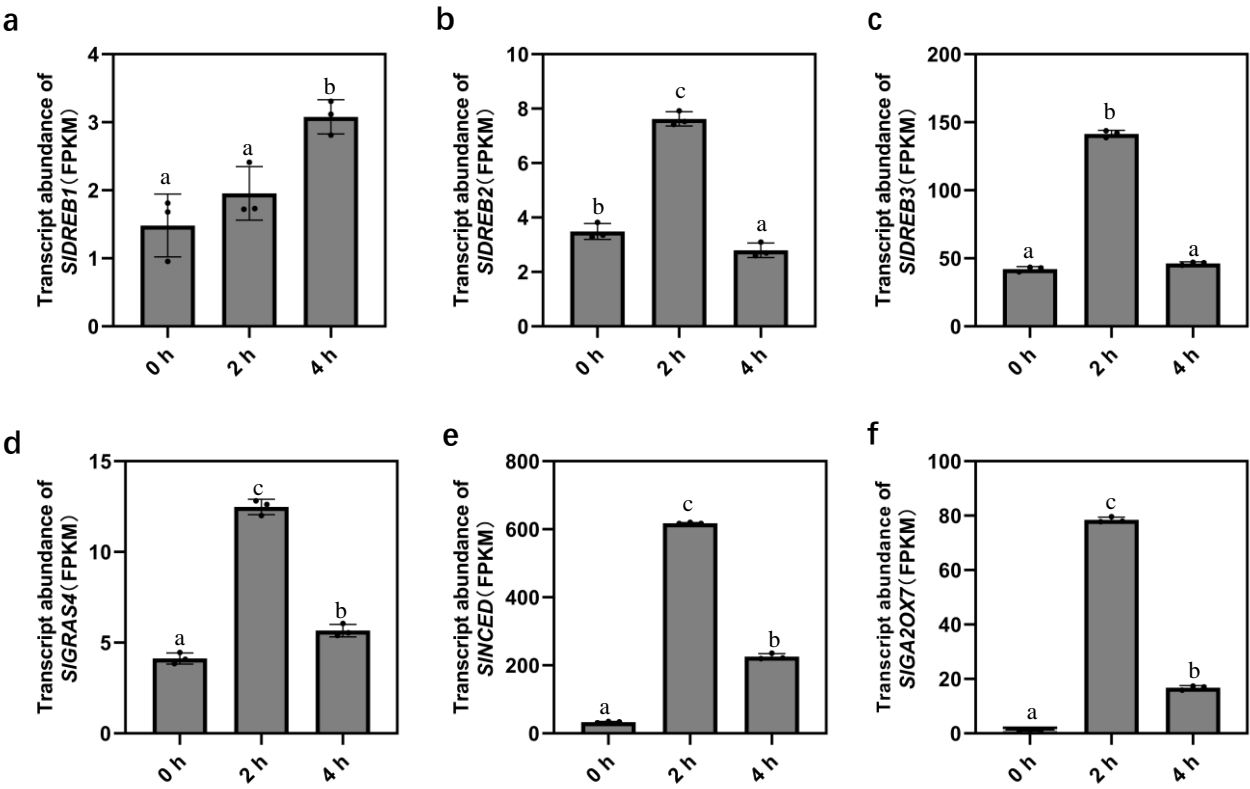 a
Transcript abundance of
SlDREB1(FPKM)
4
3
2
1
0
a
a
b
0 h
2 h
4 h
b
Transcript abundance of
SlDREB2(FPKM)
10
8
6
4
2
0
b
c
a
0 h
2 h
4 h
c
Transcript abundance of
SlDREB3(FPKM)
200
150
100
50
0
a
b
a
0 h
2 h
4 h
d
Transcript abundance of
SlGRAS4(FPKM)
15
10
5
0
a
c
b
0 h
2 h
4 h
e
Transcript abundance of
SlNCED(FPKM)
800
600
400
200
0
a
c
b
0 h
2 h
4 h
f
Transcript abundance of
SlGA2OX7(FPKM)
100
80
60
40
20
0
a
c
b
0 h
2 h
4 h